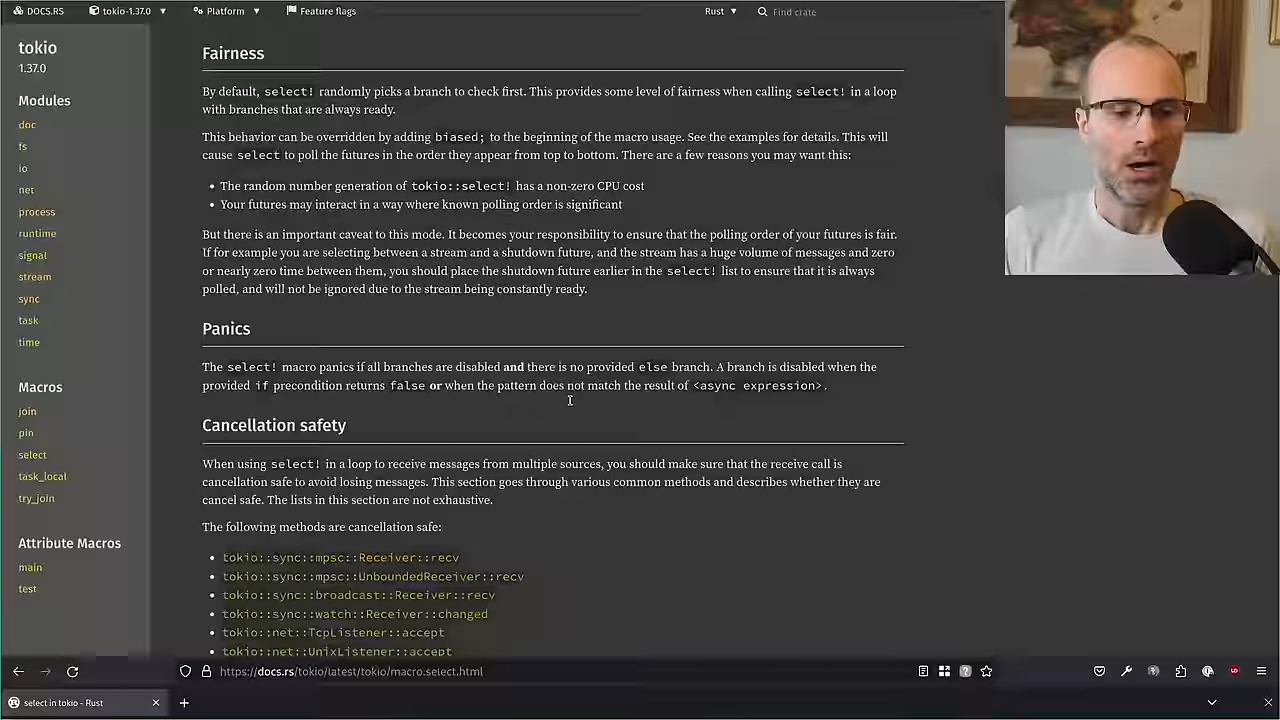 DOCS.RS
tokio-1.37.0
Platform
Feature flags
Rust
Find crate
tokio
1.37.0
Modules
doc
fs
io
net
process
runtime
signal
stream
sync
task
time
Macros
join
pin
select
task_local
try_join
Attribute Macros
main
test
Fairness
By default, select! randomly picks a branch to check first. This provides some level of fairness when calling select! in a loop
with branches that are always ready.
This behavior can be overridden by adding biased; to the beginning of the macro usage. See the examples for details. This will
cause select to poll the futures in the order they appear from top to bottom. There are a few reasons you may want this:
• The random number generation of tokio::select! has a non-zero CPU cost
• Your futures may interact in a way where known polling order is significant
But there is an important caveat to this mode. It becomes your responsibility to ensure that the polling order of your futures is fair.
If for example you are selecting between a stream and a shutdown future, and the stream has a huge volume of messages and zero
or nearly zero time between them, you should place the shutdown future earlier in the select! list to ensure that it is always
polled, and will not be ignored due to the stream being constantly ready.
Panics
The select! macro panics if all branches are disabled and there is no provided else branch. A branch is disabled when the
provided if precondition returns false or when the pattern does not match the result of <async expression>.
Cancellation safety
When using select! in a loop to receive messages from multiple sources, you should make sure that the receive call is
cancellation safe to avoid losing messages. This section goes through various common methods and describes whether they are
cancel safe. The lists in this section are not exhaustive.
The following methods are cancellation safe:
• tokio::sync::mpsc::Receiver::recv
• tokio::sync::mpsc::UnboundedReceiver::recv
• tokio::sync::broadcast::Receiver::recv
• tokio::sync::watch::Receiver::changed
• tokio::net::TcpListener::accept
• tokio::net::UnixListener::accept
https://docs.rs/tokio/latest/tokio/macro.select.html
select in tokio - Rust